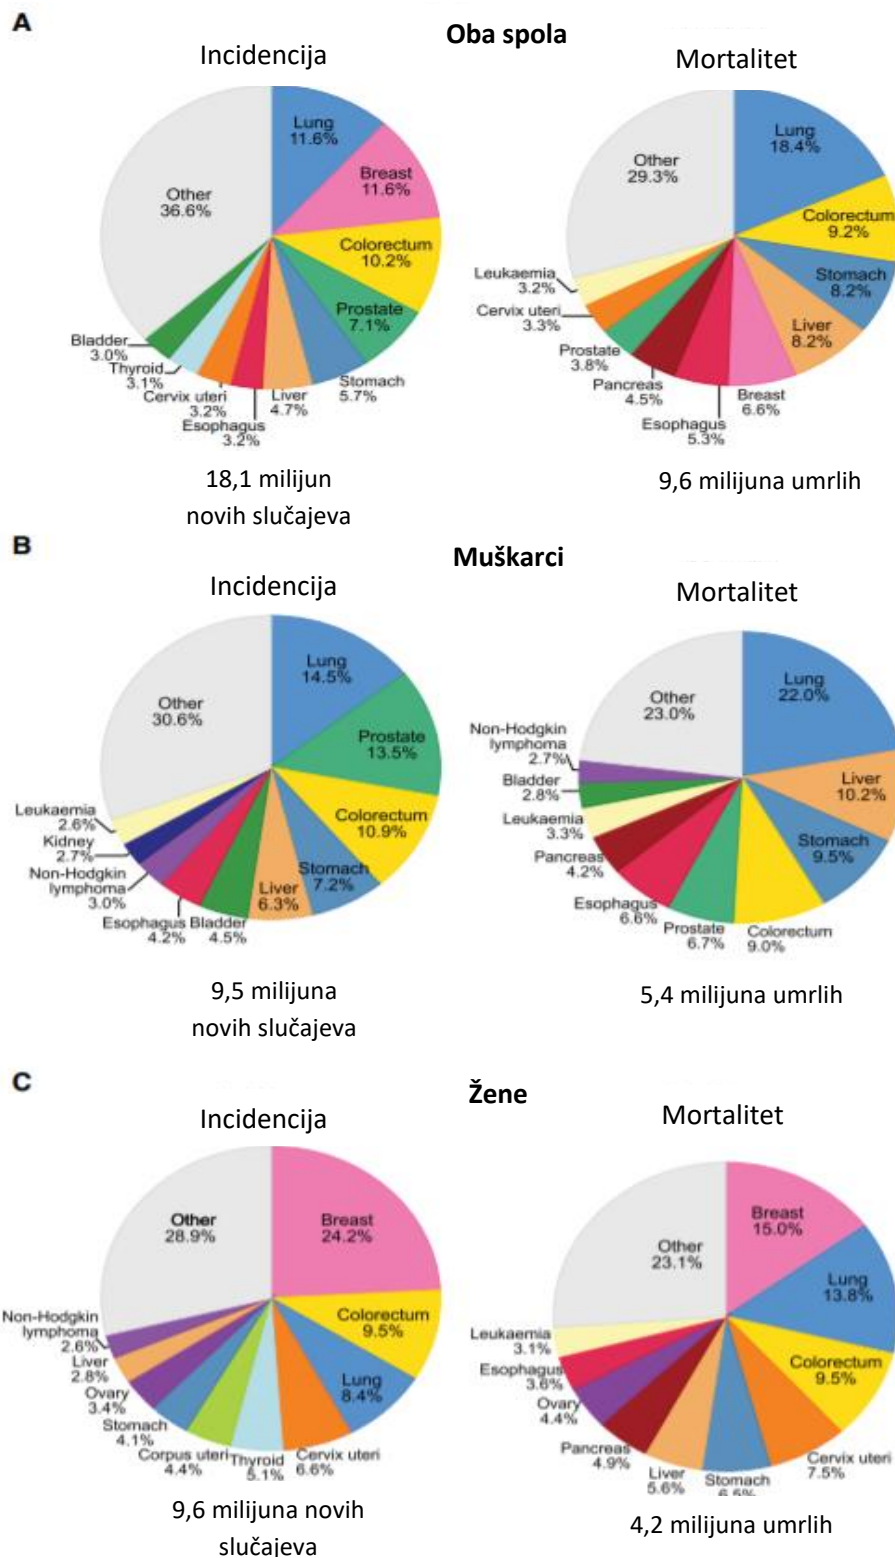 A
Oba spola
Incidencija
Lung
11.6%
Breast
11.6%
Colorectum
10.2%
Prostate
7.1%
Stomach
5.7%
Liver
4.7%
Esophagus
3.2%
Cervix uteri
3.2%
Thyroid
3.1%
Bladder
3.0%
Other
36.6%
18,1 milijun
novih slučajeva
Mortalitet
Lung
18.4%
Colorectum
9.2%
Stomach
8.2%
Liver
8.2%
Breast
6.6%
Esophagus
5.3%
Pancreas
4.5%
Prostate
3.8%
Cervix uteri
3.3%
Leukaemia
3.2%
Other
29.3%
9,6 milijuna umrlih
B
Muškarci
Incidencija
Lung
14.5%
Prostate
13.5%
Colorectum
10.9%
Stomach
7.2%
Liver
6.3%
Bladder
4.5%
Esophagus
4.2%
Non-Hodgkin
lymphoma
3.0%
Kidney
2.7%
Leukaemia
2.6%
Other
30.6%
9,5 milijuna
novih slučajeva
Mortalitet
Lung
22.0%
Liver
10.2%
Stomach
9.5%
Colorectum
9.0%
Prostate
6.7%
Esophagus
6.6%
Pancreas
4.2%
Leukaemia
3.3%
Bladder
2.8%
Non-Hodgkin
lymphoma
2.7%
Other
23.0%
5,4 milijuna umrlih
C
Žene
Incidencija
Breast
24.2%
Colorectum
9.5%
Lung
8.4%
Cervix uteri
6.6%
Thyroid
5.1%
Corpus uteri
4.4%
Stomach
4.1%
Ovary
3.4%
Liver
2.8%
Non-Hodgkin
lymphoma
2.6%
Other
28.9%
9,6 milijuna novih
slučajeva
Mortalitet
Breast
15.0%
Lung
13.8%
Colorectum
9.5%
Cervix uteri
7.5%
Stomach
6.5%
Liver
5.6%
Pancreas
4.9%
Ovary
4.4%
Esophagus
3.6%
Leukaemia
3.1%
Other
23.1%
4,2 milijuna umrlih